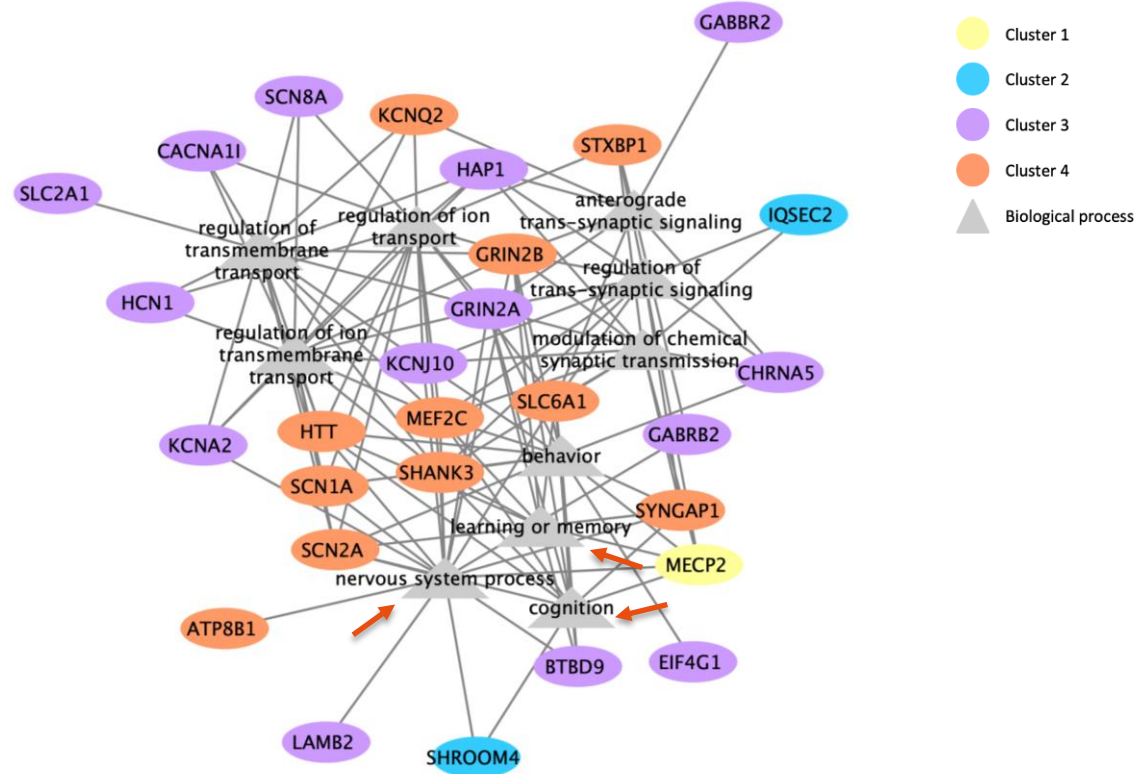 GABBR2
Cluster 1
Cluster 2
Cluster 3
Cluster 4
Biological process
SCN8A
KCNQ2
STXBP1
CACNA1I
HAP1
SLC2A1
anterograde
trans-synaptic signaling
IQSEC2
regulation of
transmembrane
transport
regulation of ion
transport
GRIN2B
regulation of
trans-synaptic signaling
HCN1
GRIN2A
regulation of ion
transmembrane
transport
KCNJ10
modulation of chemical
synaptic transmission
CHRNA5
SLC6A1
MEF2C
HTT
KCNA2
GABRB2
behavior
SHANK3
SCN1A
SYNGAP1
learning or memory
SCN2A
MECP2
nervous system process
cognition
ATP8B1
BTBD9
EIF4G1
LAMB2
SHROOM4